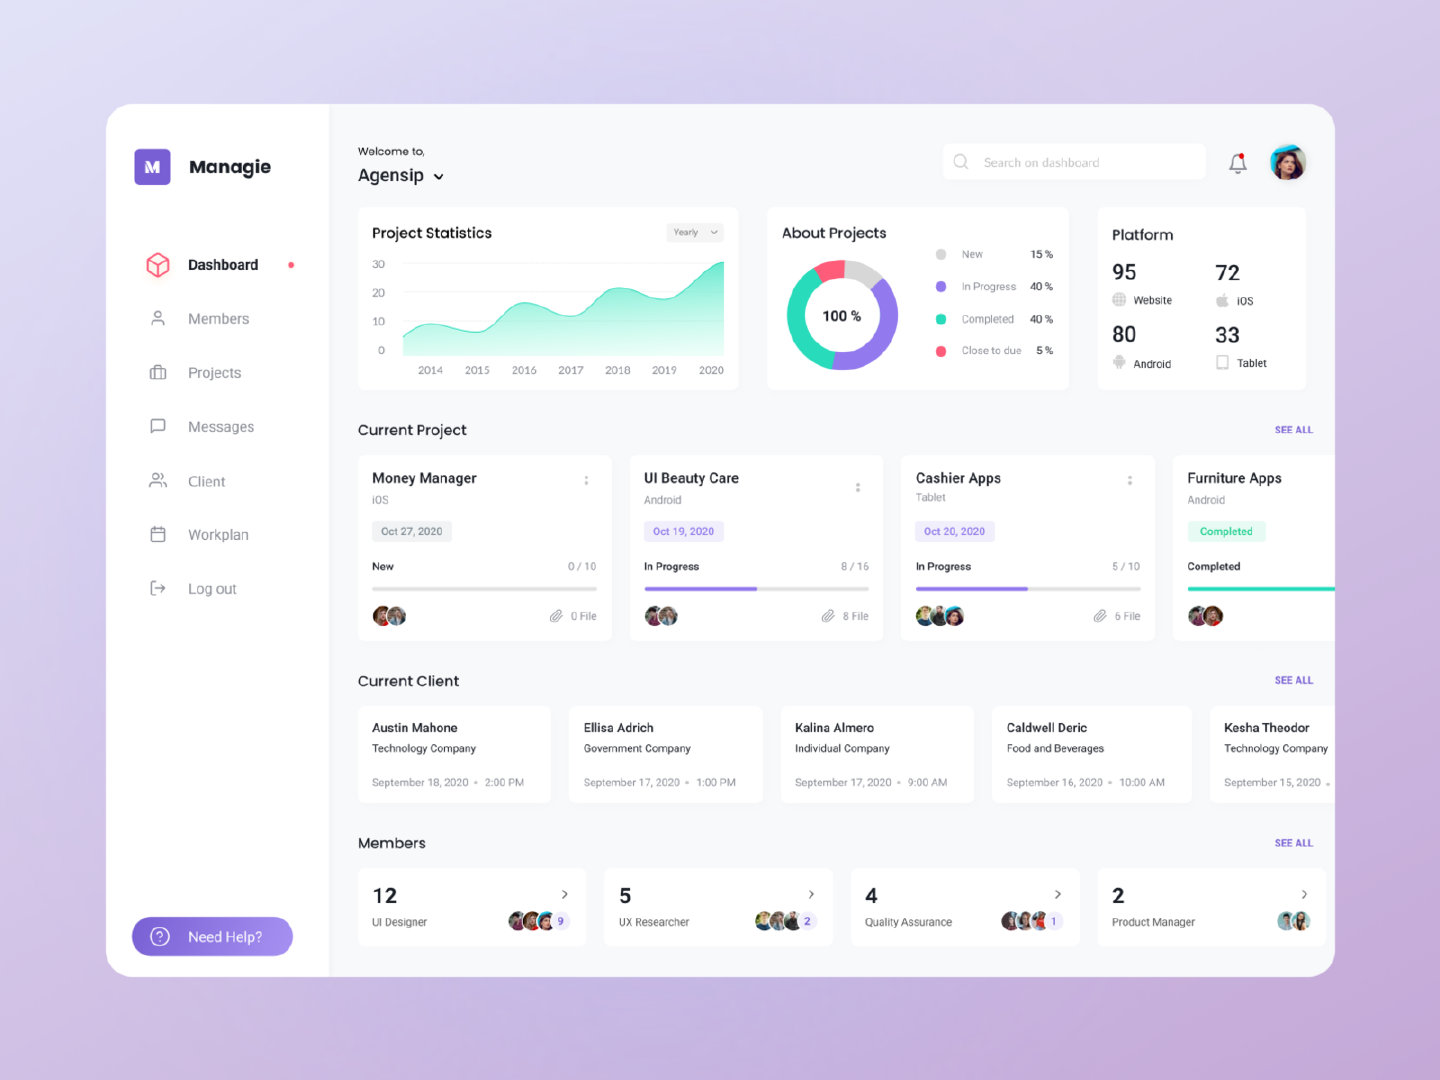 M Managie
Dashboard
Members
Projects
Messages
Client
Workplan
Log out
Need Help?
Welcome to,
Agensip
Search on dashboard
Project Statistics
Yearly
30
20
10
0
2014 2015 2016 2017 2018 2019 2020
About Projects
100 %
New 15 %
In Progress 40 %
Completed 40 %
Close to due 5 %
Platform
95 72
Website iOS
80 33
Android Tablet
Current Project
SEE ALL
Money Manager
iOS
Oct 27, 2020
New 0 / 10
0 File
UI Beauty Care
Android
Oct 19, 2020
In Progress 8 / 16
8 File
Cashier Apps
Tablet
Oct 20, 2020
In Progress 5 / 10
6 File
Furniture Apps
Android
Completed
Completed
Current Client
SEE ALL
Austin Mahone
Technology Company
September 18, 2020 • 2:00 PM
Ellisa Adrich
Government Company
September 17, 2020 • 1:00 PM
Kalina Almero
Individual Company
September 17, 2020 • 9:00 AM
Caldwell Deric
Food and Beverages
September 16, 2020 • 10:00 AM
Kesha Theodor
Technology Company
September 15, 2020 •
Members
SEE ALL
12
UI Designer 9
5
UX Researcher 2
4
Quality Assurance 1
2
Product Manager